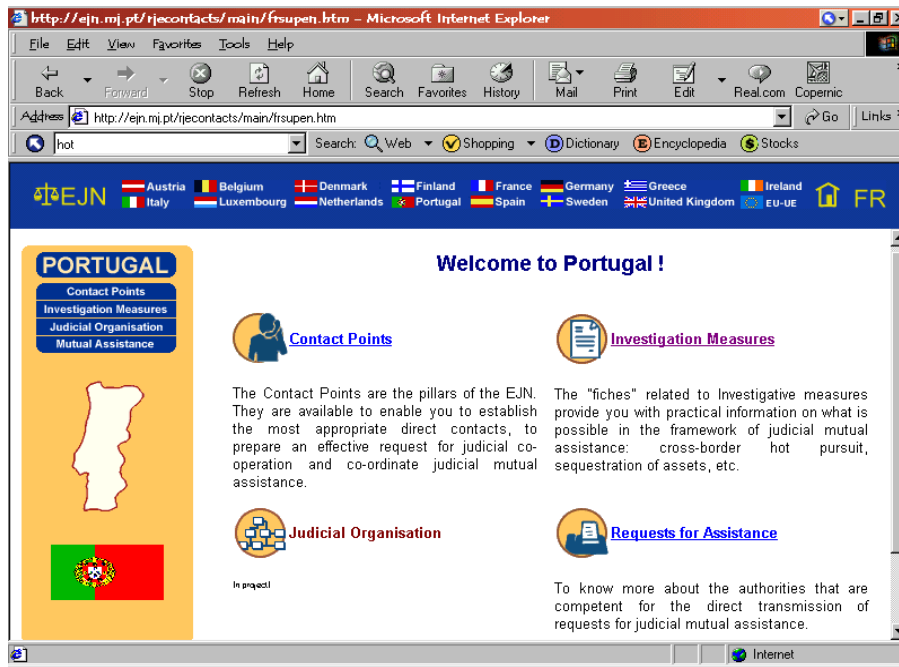 http://ejn.mj.pt/rjecontacts/main/frsupen.htm – Microsoft Internet Explorer
File Edit View Favorites Tools Help
Back Forward Stop Refresh Home Search Favorites History Mail Print Edit Real.com Copernic
Address http://ejn.mj.pt/rjecontacts/main/frsupen.htm Go Links
hot Search: Web Shopping Dictionary Encyclopedia Stocks
EJN Austria Belgium Denmark Finland France Germany Greece Ireland FR
Italy Luxembourg Netherlands Portugal Spain Sweden United Kingdom EU-UE
PORTUGAL
Contact Points
Investigation Measures
Judicial Organisation
Mutual Assistance
Welcome to Portugal !
Contact Points
The Contact Points are the pillars of the EJN.
They are available to enable you to establish
the most appropriate direct contacts, to
prepare an effective request for judicial co-
operation and co-ordinate judicial mutual
assistance.
Investigation Measures
The "fiches" related to Investigative measures
provide you with practical information on what is
possible in the framework of judicial mutual
assistance: cross-border hot pursuit,
sequestration of assets, etc.
Judicial Organisation
In project!
Requests for Assistance
To know more about the authorities that are
competent for the direct transmission of
requests for judicial mutual assistance.
Internet